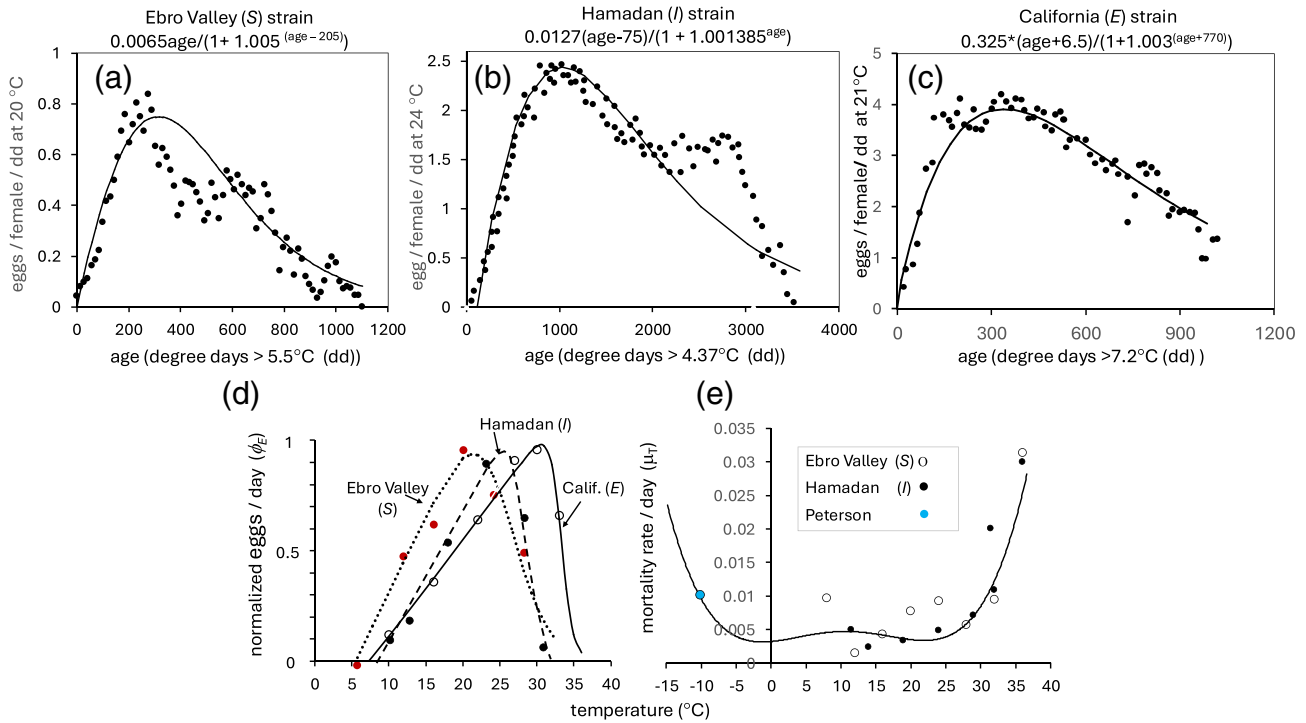 Ebro Valley (S) strain
0.0065age/(1+ 1.005 (age – 205))
(a)
eggs / female / dd at 20 °C
1
0.8
0.6
0.4
0.2
0
0 200 400 600 800 1000 1200
age (degree days > 5.5°C (dd))
Hamadan (I) strain
0.0127(age-75)/(1 + 1.001385age)
(b)
egg / female / dd at 24 °C
2.5
2
1.5
1
0.5
0
0 1000 2000 3000 4000
age (degree days > 4.37°C (dd))
California (E) strain
0.325*(age+6.5)/(1+1.003(age+770))
(c)
eggs / female/ dd at 21°C
5
4
3
2
1
0
0 300 600 900 1200
age (degree days >7.2°C (dd) )
(d)
normalized eggs / day (ϕE)
1
0.5
0
Hamadan (I)
Ebro Valley
(S)
Calif. (E)
0 5 10 15 20 25 30 35 40
(e)
mortality rate / day (μT)
0.035
0.03
0.025
0.02
0.015
0.01
0.005
0
Ebro Valley (S)
Hamadan (I)
Peterson
-15 -10 -5 0 5 10 15 20 25 30 35 40
temperature (°C)